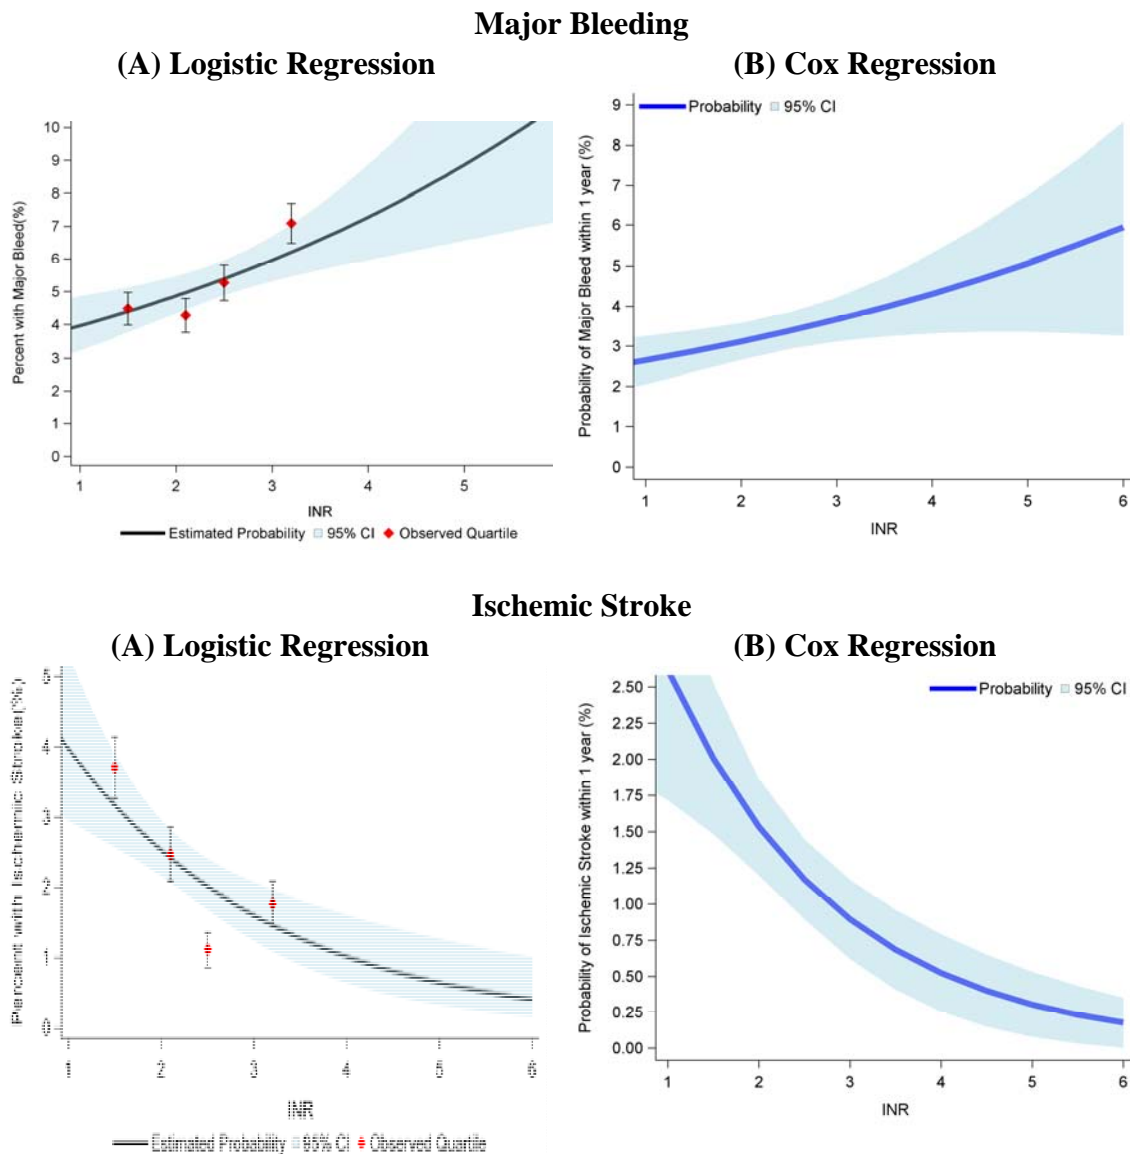 Major Bleeding
(A) Logistic Regression
(B) Cox Regression
Percent with Major Bleed(%)
10
9
8
7
6
5
4
3
2
1
0
1 2 3 4 5
INR
Estimated Probability 95% CI Observed Quartile
Probability of Major Bleed within 1 year (%)
Probability 95% CI
9
8
7
6
5
4
3
2
1
0
1 2 3 4 5 6
INR
Ischemic Stroke
(A) Logistic Regression
(B) Cox Regression
Percent with Ischemic Stroke(%)
5
4
3
2
1
0
1 2 3 4 5 6
INR
Estimated Probability 95% CI Observed Quartile
Probability of Ischemic Stroke within 1 year (%)
Probability 95% CI
2.50
2.25
2.00
1.75
1.50
1.25
1.00
0.75
0.50
0.25
0.00
1 2 3 4 5 6
INR